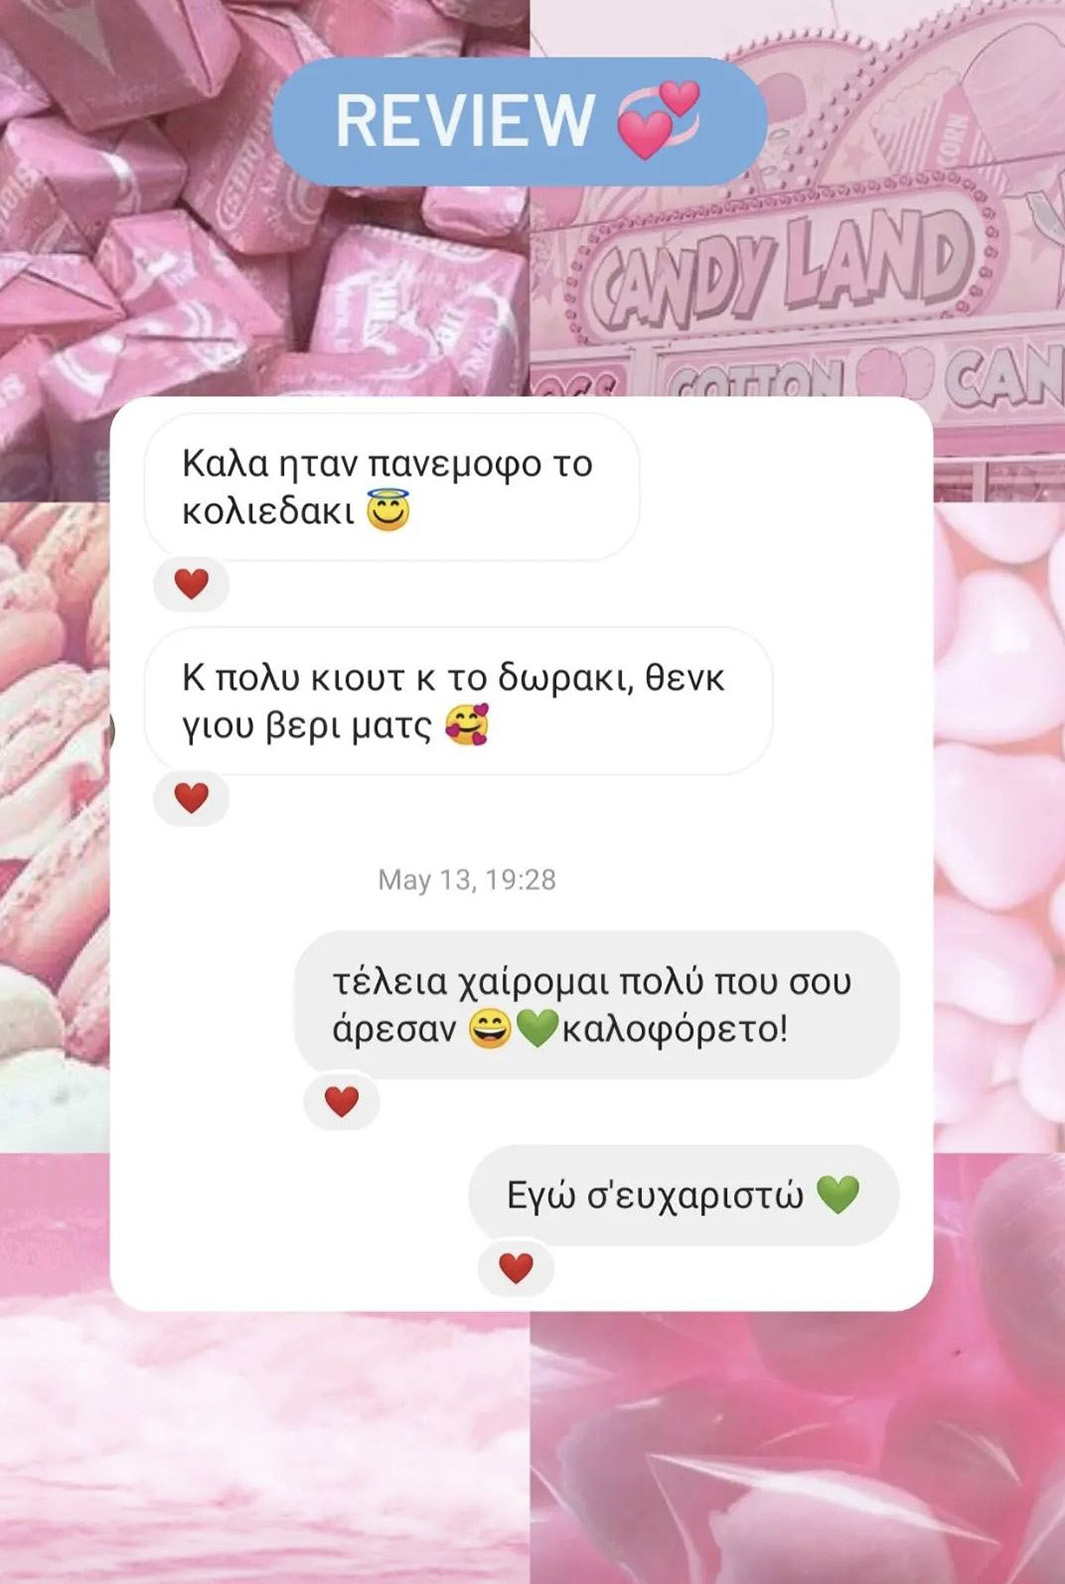 REVIEW 💞
CANDY LAND
COTTON CAN
Καλα ηταν πανεμοφο το
κολιεδακι 😇
❤️
Κ πολυ κιουτ κ το δωρακι, θενκ
γιου βερι ματς 🥰
❤️
May 13, 19:28
τέλεια χαίρομαι πολύ που σου
άρεσαν 😄💚καλοφόρετο!
❤️
Εγώ σ'ευχαριστώ 💚
❤️